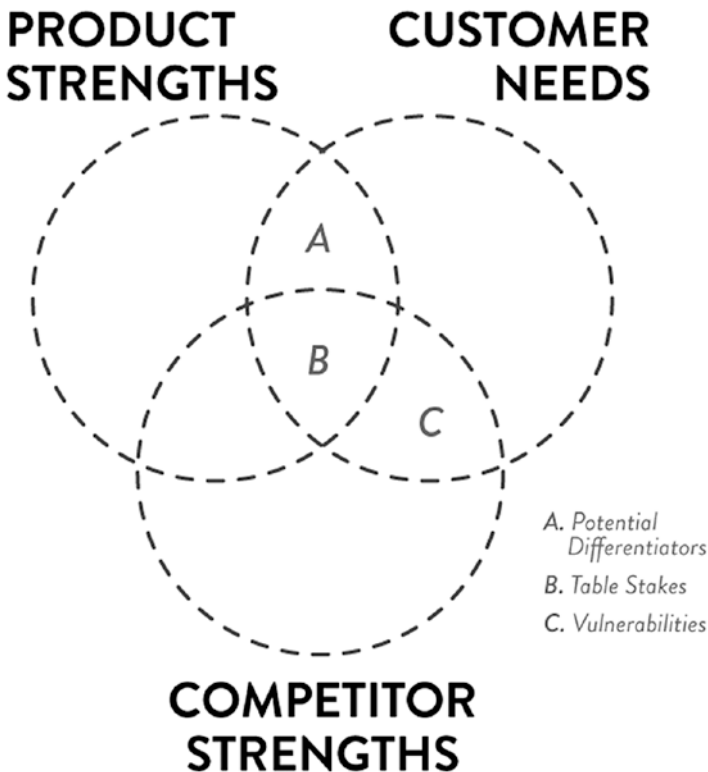 PRODUCT
STRENGTHS
CUSTOMER
NEEDS
A
B
C
A. Potential
Differentiators
B. Table Stakes
C. Vulnerabilities
COMPETITOR
STRENGTHS